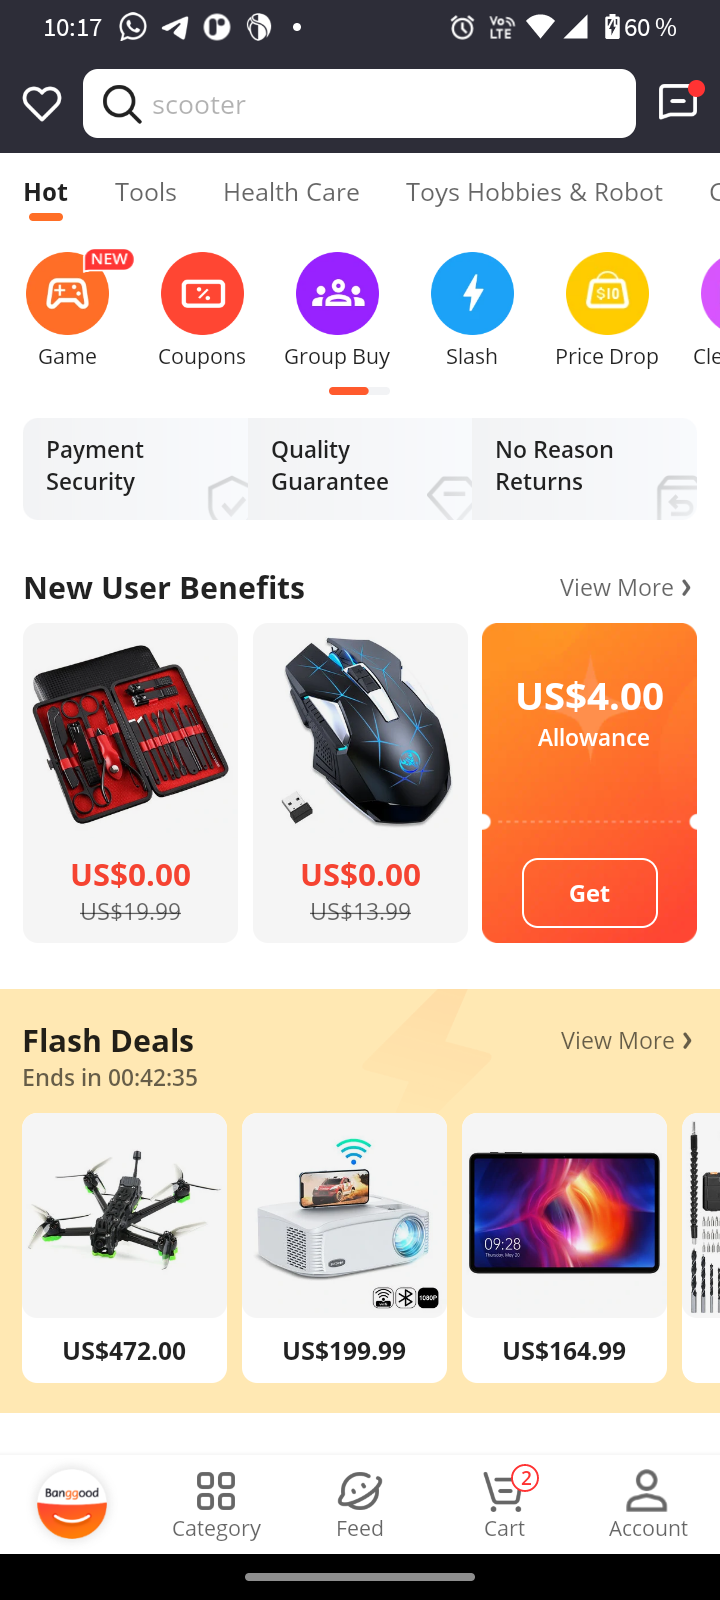 10:17
Vo))
LTE
60 %
scooter
Hot
Tools
Health Care
Toys Hobbies & Robot
NEW
$10
Game
Coupons
Group Buy
Slash
Price Drop
Cle
Payment
Security
Quality
Guarantee
No Reason
Returns
New User Benefits
View More
US$0.00
US$19.99
US$0.00
US$13.99
US$4.00
Allowance
Get
Flash Deals
View More
Ends in 00:42:35
09:28
1080P
US$472.00
US$199.99
US$164.99
Banggood
Category
Feed
2
Cart
Account